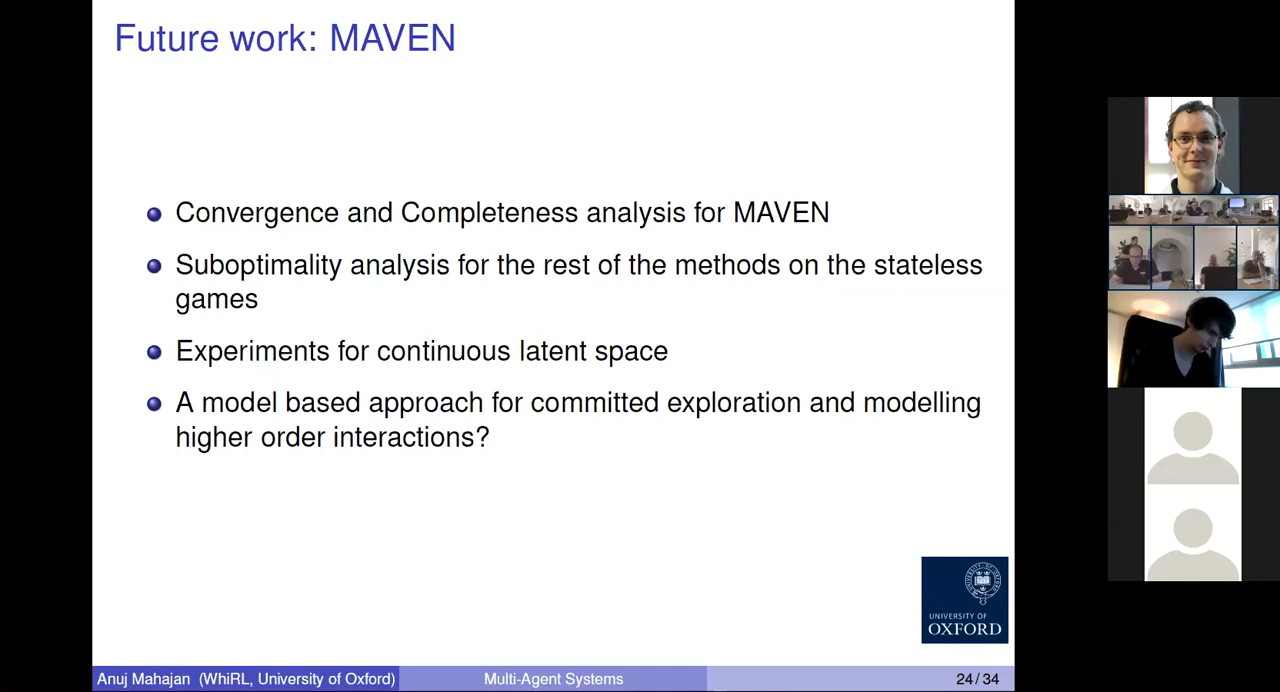 Future work: MAVEN
Convergence and Completeness analysis for MAVEN
Suboptimality analysis for the rest of the methods on the stateless
games
Experiments for continuous latent space
A model based approach for committed exploration and modelling
higher order interactions?
UNIVERSITY OF
OXFORD
Anuj Mahajan (WhiRL, University of Oxford)
Multi-Agent Systems
24 / 34